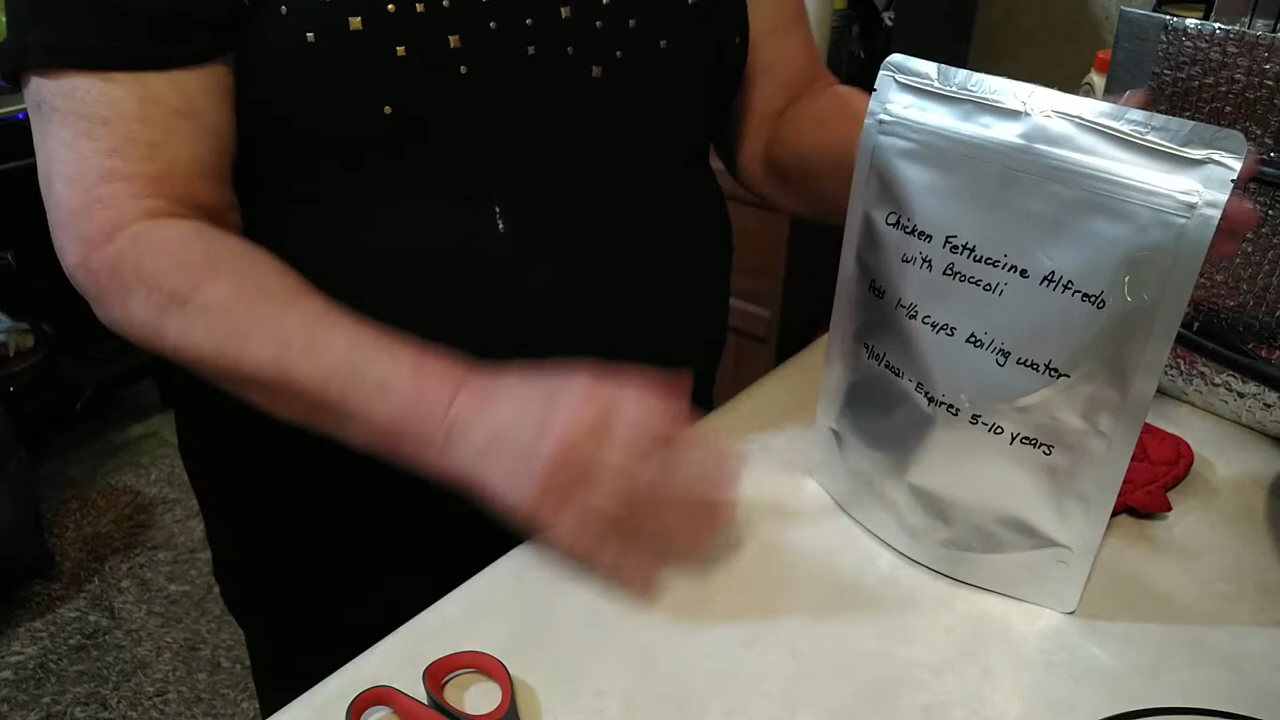 Chicken Fettuccine Alfredo
with Broccoli
Add 1-1/2 cups boiling water
9/10/2021 - Expires 5-10 years